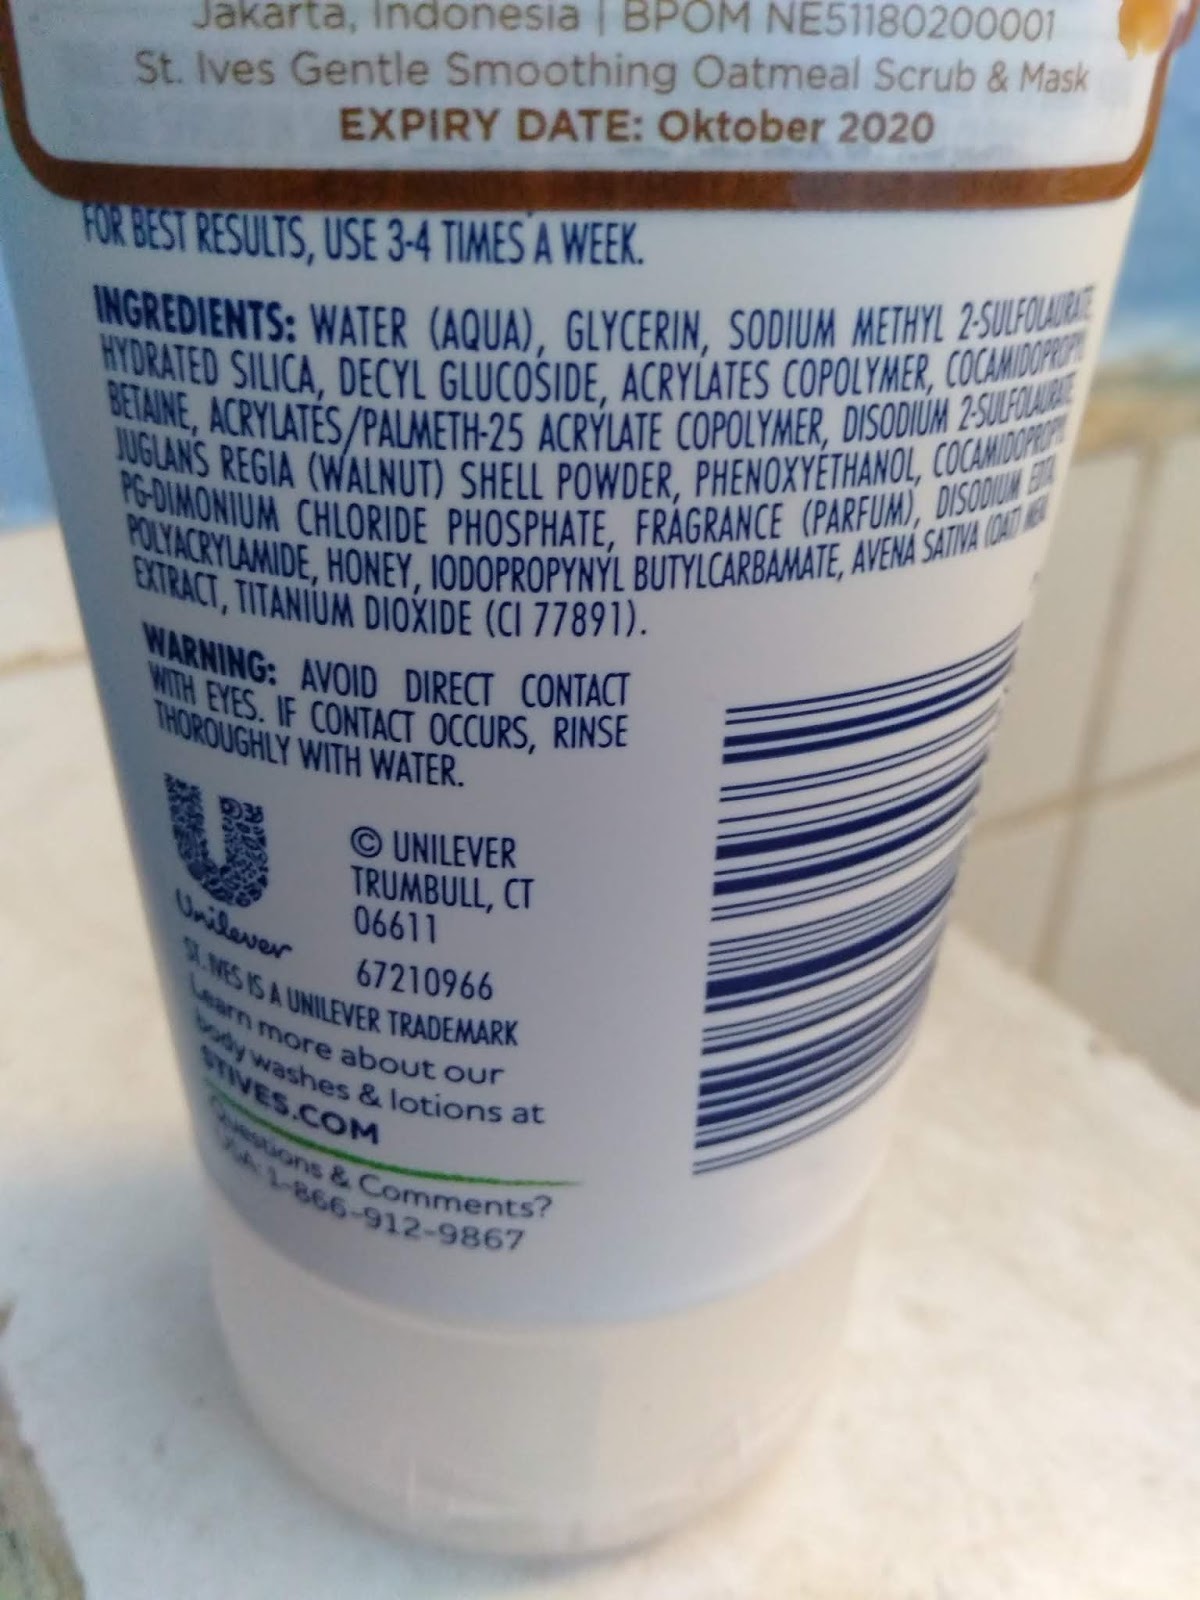 Jakarta, Indonesia | BPOM NE51180200001
St. Ives Gentle Smoothing Oatmeal Scrub & Mask
EXPIRY DATE: Oktober 2020
FOR BEST RESULTS, USE 3-4 TIMES A WEEK.
INGREDIENTS: WATER (AQUA), GLYCERIN, SODIUM METHYL 2-SULFOLAURATE,
HYDRATED SILICA, DECYL GLUCOSIDE, ACRYLATES COPOLYMER, COCAMIDOPROPYL
BETAINE, ACRYLATES/PALMETH-25 ACRYLATE COPOLYMER, DISODIUM 2-SULFOLAURATE,
JUGLANS REGIA (WALNUT) SHELL POWDER, PHENOXYETHANOL, COCAMIDOPROPYL
PG-DIMONIUM CHLORIDE PHOSPHATE, FRAGRANCE (PARFUM), DISODIUM EDTA,
POLYACRYLAMIDE, HONEY, IODOPROPYNYL BUTYLCARBAMATE, AVENA SATIVA (OAT) MEAL
EXTRACT, TITANIUM DIOXIDE (CI 77891).
WARNING: AVOID DIRECT CONTACT
WITH EYES. IF CONTACT OCCURS, RINSE
THOROUGHLY WITH WATER.
Unilever
© UNILEVER
TRUMBULL, CT
06611
67210966
ST. IVES IS A UNILEVER TRADEMARK
Learn more about our
body washes & lotions at
STIVES.COM
Questions & Comments?
USA: 1-866-912-9867